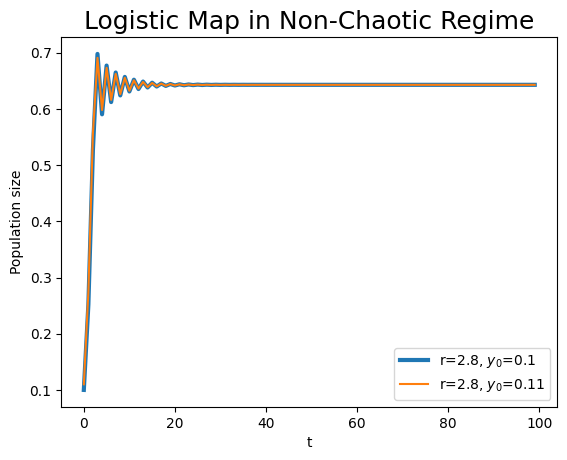 Logistic Map in Non-Chaotic Regime
0.7
0.6
0.5
0.4
0.3
0.2
0.1
Population size
0 20 40 60 80 100
t
r=2.8, y₀=0.1
r=2.8, y₀=0.11